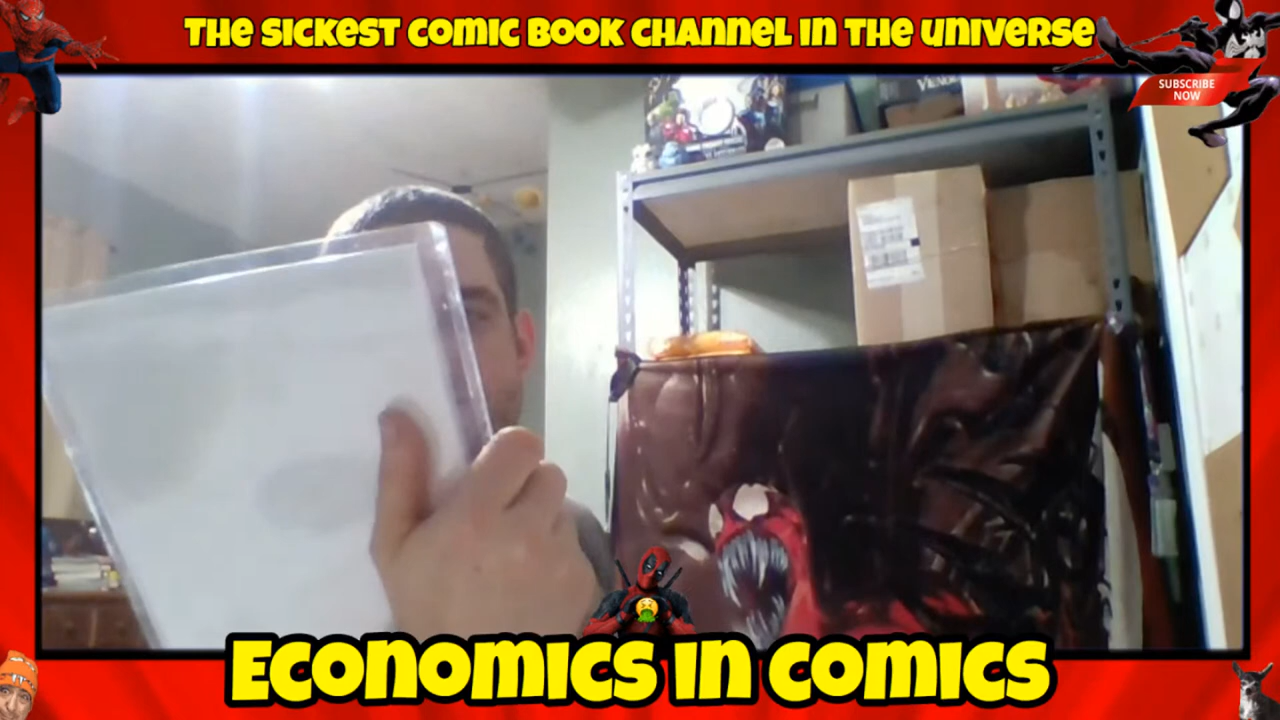 THE SICKEST COMIC BOOK CHANNEL IN THE UNIVERSE
SUBSCRIBE
NOW
ECONOMICS IN COMICS